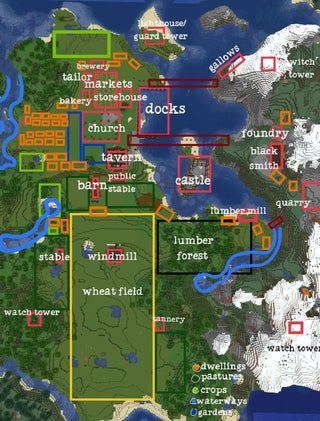 lighthouse/
guard tower
gallows
witch'
tower
brewery
tailor
markets
storehouse
bakery
docks
church
foundry
black
smith
tavern
public
stable
barn
castle
quarry
lumber mill
lumber
forest
stable
windmill
wheat field
watch tower
tannery
watch tower
dwellings
pastures
crops
waterways
gardens